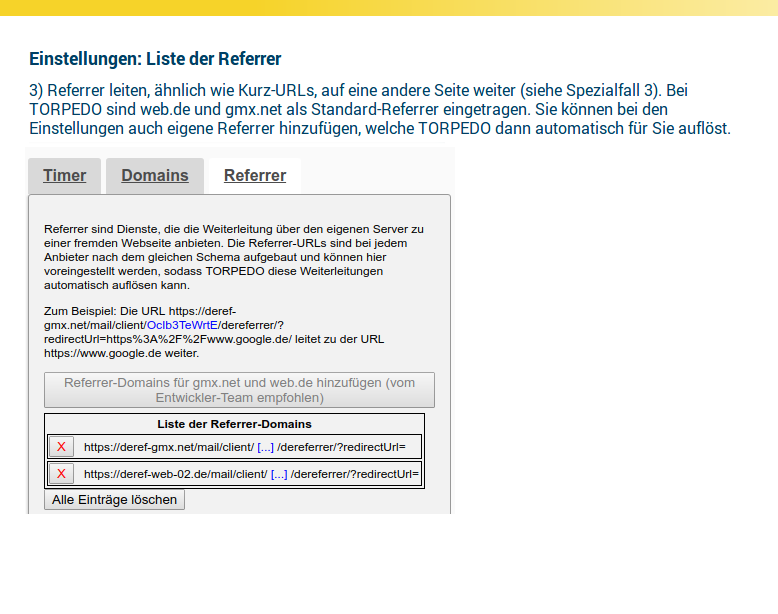 Einstellungen: Liste der Referrer
3) Referrer leiten, ähnlich wie Kurz-URLs, auf eine andere Seite weiter (siehe Spezialfall 3). Bei
TORPEDO sind web.de und gmx.net als Standard-Referrer eingetragen. Sie können bei den
Einstellungen auch eigene Referrer hinzufügen, welche TORPEDO dann automatisch für Sie auflöst.
Timer Domains Referrer
Referrer sind Dienste, die die Weiterleitung über den eigenen Server zu
einer fremden Webseite anbieten. Die Referrer-URLs sind bei jedem
Anbieter nach dem gleichen Schema aufgebaut und können hier
voreingestellt werden, sodass TORPEDO diese Weiterleitungen
automatisch auflösen kann.
Zum Beispiel: Die URL https://deref-
gmx.net/mail/client/OcIb3TeWrtE/dereferrer/?
redirectUrl=https%3A%2F%2Fwww.google.de/ leitet zu der URL
https://www.google.de weiter.
Referrer-Domains für gmx.net und web.de hinzufügen (vom
Entwickler-Team empfohlen)
Liste der Referrer-Domains
X https://deref-gmx.net/mail/client/ [...] /dereferrer/?redirectUrl=
X https://deref-web-02.de/mail/client/ [...] /dereferrer/?redirectUrl=
Alle Einträge löschen